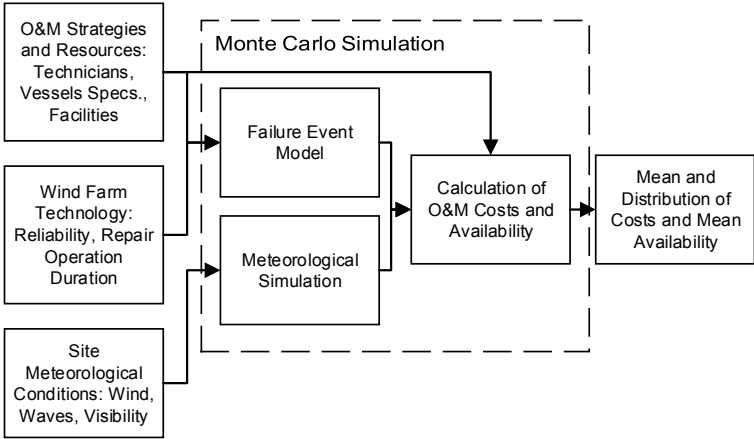 O&M Strategies
and Resources:
Technicians,
Vessels Specs.,
Facilities
Monte Carlo Simulation
Failure Event
Model
Wind Farm
Technology:
Reliability, Repair
Operation
Duration
Calculation of
O&M Costs and
Availability
Mean and
Distribution of
Costs and Mean
Availability
Meteorological
Simulation
Site
Meteorological
Conditions: Wind,
Waves, Visibility